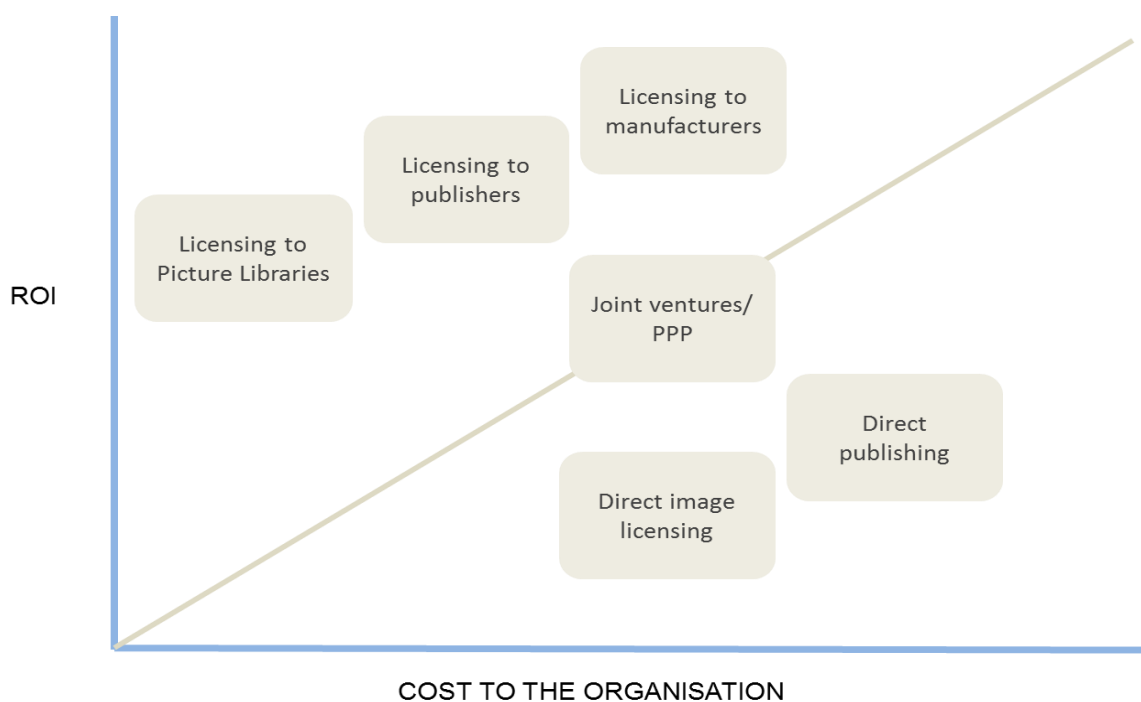 Licensing to
manufacturers
Licensing to
publishers
Licensing to
Picture Libraries
ROI
Joint ventures/
PPP
Direct
publishing
Direct image
licensing
COST TO THE ORGANISATION